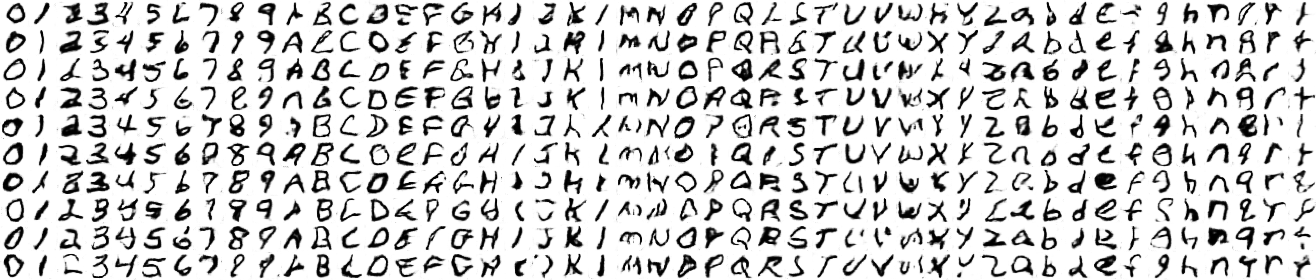 0 1 2 3 4 5 6 7 8 9 A B C D E F G H I J K I M N O P Q R S T U V W X Y Z a b d e f g h n q r t
0 1 2 3 4 5 6 7 8 9 A B C D E F G H I J K I M N O P Q R S T U V W X Y Z a b d e f g h n q r t
0 1 2 3 4 5 6 7 8 9 A B C D E F G H I J K I M N O P Q R S T U V W X Y Z a b d e f g h n q r t
0 1 2 3 4 5 6 7 8 9 A B C D E F G H I J K I M N O P Q R S T U V W X Y Z a b d e f g h n q r t
0 1 2 3 4 5 6 7 8 9 A B C D E F G H I J K L M N O P Q R S T U V W X Y Z a b d e f g h n q r t
0 1 2 3 4 5 6 7 8 9 A B C D E F G H I J K L M N O P Q R S T U V W X Y Z a b d e f g h n q r t
0 1 2 3 4 5 6 7 8 9 A B C D E F G H I J K I M N O P Q R S T U V W X Y Z a b d e f g h n q r t
0 1 2 3 4 5 6 7 8 9 A B C D E F G H I J K I M N O P Q R S T U V W X Y Z a b d e f g h n q r t
0 1 2 3 4 5 6 7 8 9 A B C D E F G H I J K I M N O P Q R S T U V W X Y Z a b d e f g h n q r t
0 1 2 3 4 5 6 7 8 9 A B C D E F G H I J K I M N O P Q R S T U V W X Y Z a b d e f g h n q r t